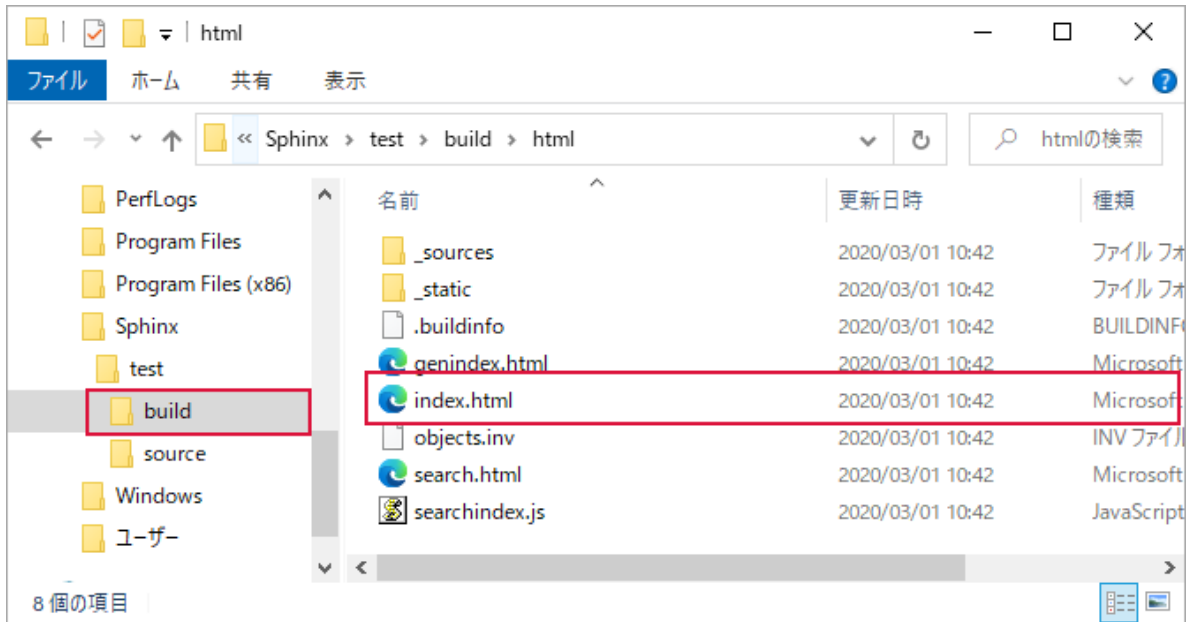 html
ファイル ホーム 共有 表示
« Sphinx > test > build > html htmlの検索
PerfLogs
Program Files
Program Files (x86)
Sphinx
test
build
source
Windows
ユーザー
名前 更新日時 種類
_sources 2020/03/01 10:42 ファイル フォ
_static 2020/03/01 10:42 ファイル フォ
.buildinfo 2020/03/01 10:42 BUILDINF
genindex.html 2020/03/01 10:42 Microsoft
index.html 2020/03/01 10:42 Microsoft
objects.inv 2020/03/01 10:42 INV ファイル
search.html 2020/03/01 10:42 Microsoft
searchindex.js 2020/03/01 10:42 JavaScript
8 個の項目